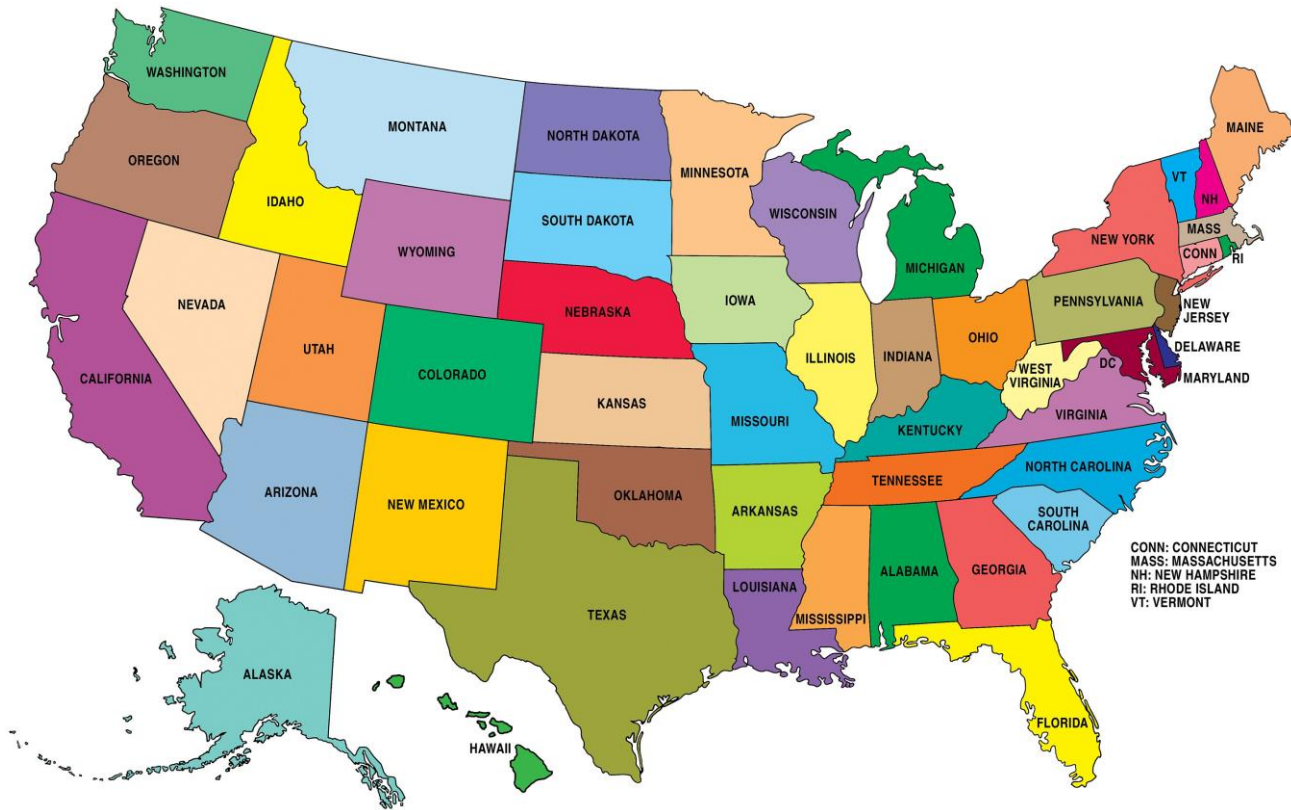 WASHINGTON
MONTANA
NORTH DAKOTA
MINNESOTA
MAINE
OREGON
IDAHO
WYOMING
SOUTH DAKOTA
WISCONSIN
MICHIGAN
NEW YORK
VT
NH
MASS
CONN
RI
NEVADA
UTAH
COLORADO
NEBRASKA
IOWA
ILLINOIS
INDIANA
OHIO
PENNSYLVANIA
NEW
JERSEY
DELAWARE
MARYLAND
DC
WEST
VIRGINIA
VIRGINIA
CALIFORNIA
KANSAS
MISSOURI
KENTUCKY
ARIZONA
NEW MEXICO
OKLAHOMA
ARKANSAS
TENNESSEE
NORTH CAROLINA
SOUTH
CAROLINA
TEXAS
LOUISIANA
MISSISSIPPI
ALABAMA
GEORGIA
FLORIDA
ALASKA
HAWAII
CONN: CONNECTICUT
MASS: MASSACHUSETTS
NH: NEW HAMPSHIRE
RI: RHODE ISLAND
VT: VERMONT